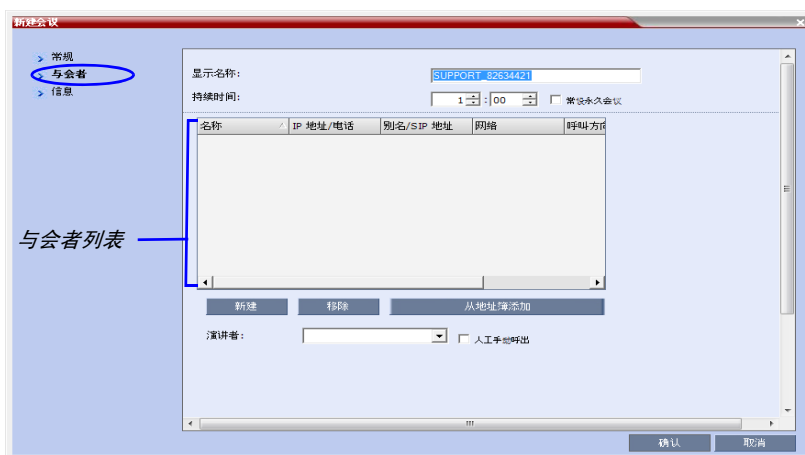 新建会议
常规
与会者
信息
显示名称: SUPPORT_82634421
持续时间: 1 : 00 常设永久会议
名称 IP 地址/电话 别名/SIP 地址 网络 呼叫方向
与会者列表
新建 移除 从地址簿添加
演讲者: 人工手动呼出
确认 取消